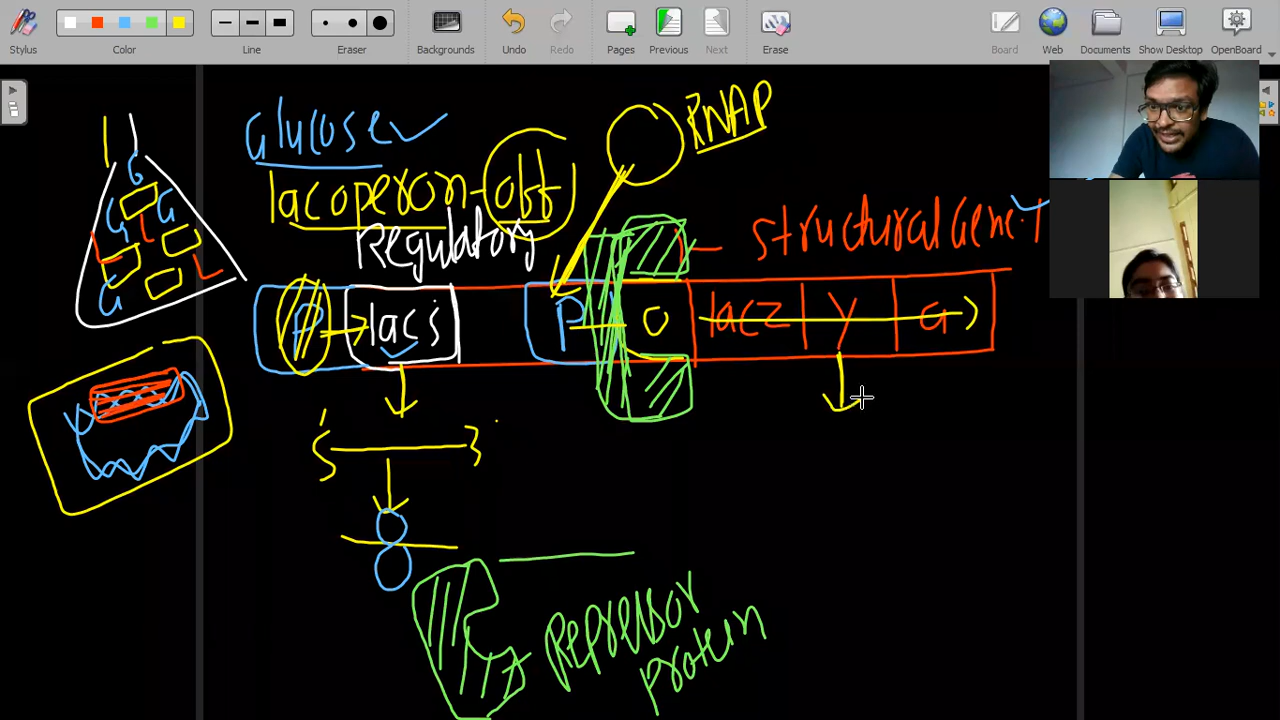 Stylus
Color
Line
Eraser
Backgrounds
Undo
Redo
Pages
Previous
Next
Erase
Board
Web
Documents
Show Desktop
OpenBoard
Glucose
RNAP
lac operon - off
Regulatory
Structural Gene
G
G
G
L
L
L
G
P
lac i
P
O
lac z
y
a
5'
3'
Repressor
protein